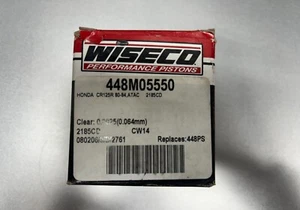 WISECO
PERFORMANCE PISTONS
448M05550
HONDA CR125R 80-84,ATAC 2185CD
Clear: 0.0025(0.064mm)
2185CD CW14
Replaces: 448PS